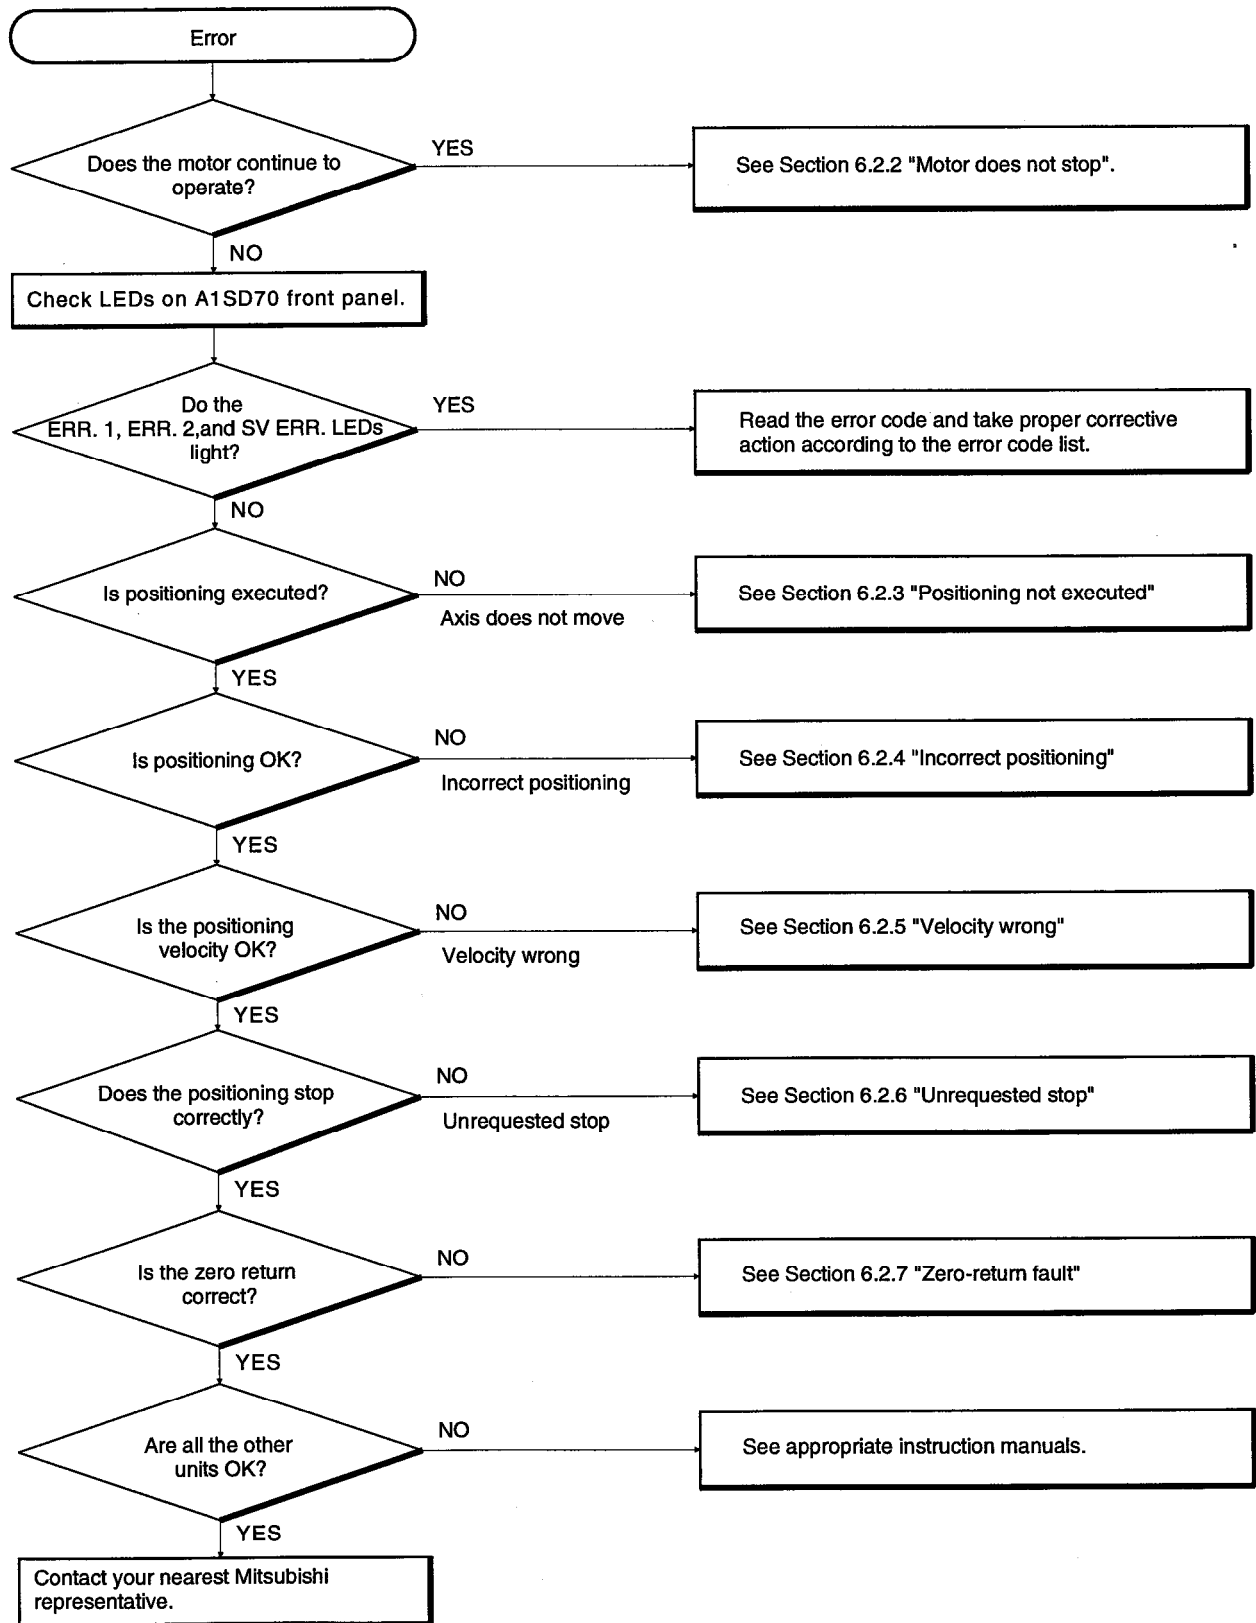 Error
Does the motor continue to
operate?
YES
See Section 6.2.2 "Motor does not stop".
NO
Check LEDs on A1SD70 front panel.
Do the
ERR. 1, ERR. 2,and SV ERR. LEDs
light?
YES
Read the error code and take proper corrective
action according to the error code list.
NO
Is positioning executed?
NO
Axis does not move
See Section 6.2.3 "Positioning not executed"
YES
Is positioning OK?
NO
Incorrect positioning
See Section 6.2.4 "Incorrect positioning"
YES
Is the positioning
velocity OK?
NO
Velocity wrong
See Section 6.2.5 "Velocity wrong"
YES
Does the positioning stop
correctly?
NO
Unrequested stop
See Section 6.2.6 "Unrequested stop"
YES
Is the zero return
correct?
NO
See Section 6.2.7 "Zero-return fault"
YES
Are all the other
units OK?
NO
See appropriate instruction manuals.
YES
Contact your nearest Mitsubishi
representative.